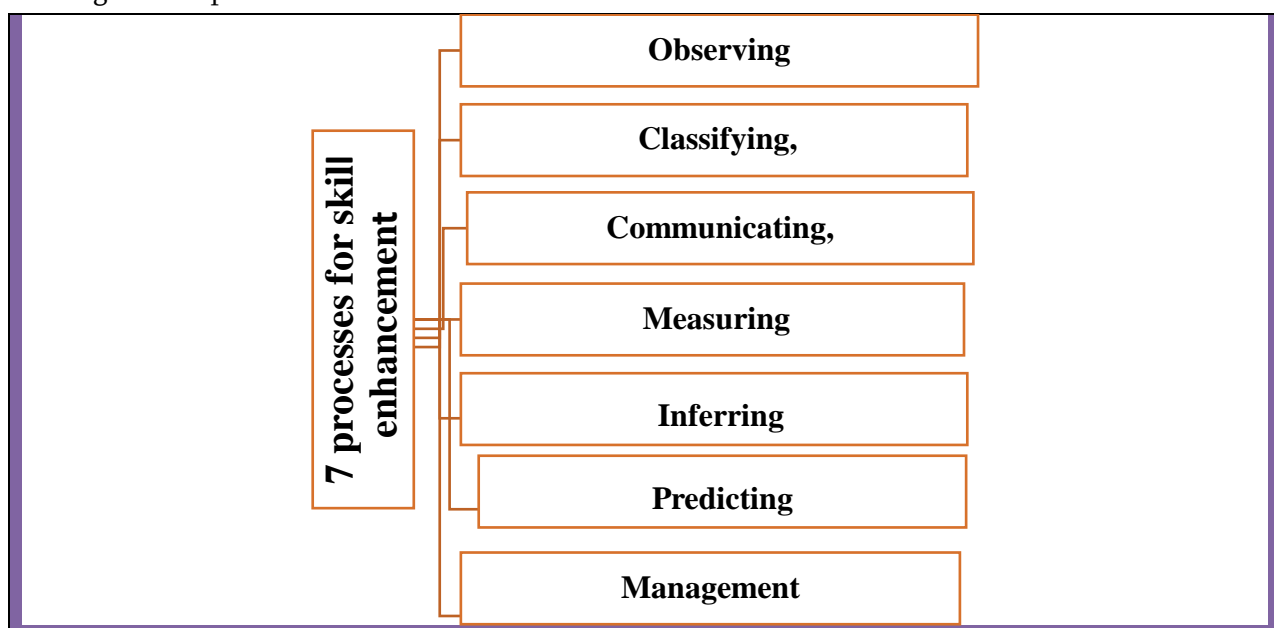 7 processes for skill
enhancement
Observing
Classifying,
Communicating,
Measuring
Inferring
Predicting
Management